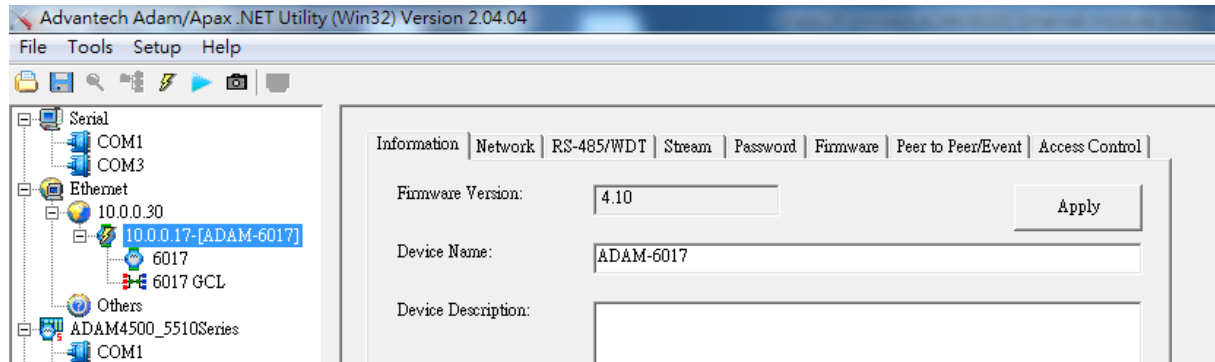 Advantech Adam/Apax .NET Utility (Win32) Version 2.04.04
File Tools Setup Help
Serial
COM1
COM3
Ethernet
10.0.0.30
10.0.0.17-[ADAM-6017]
6017
6017 GCL
Others
ADAM4500_5510Series
COM1
Information Network RS-485/WDT Stream Password Firmware Peer to Peer/Event Access Control
Firmware Version:
4.10
Apply
Device Name:
ADAM-6017
Device Description: